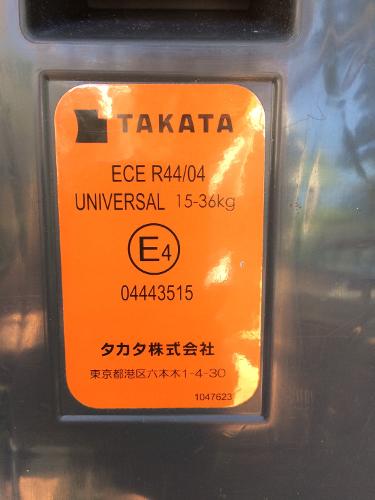 TAKATA
ECE R44/04
UNIVERSAL 15-36kg
E4
04443515
タカタ株式会社
東京都港区六本木1-4-30
1047623